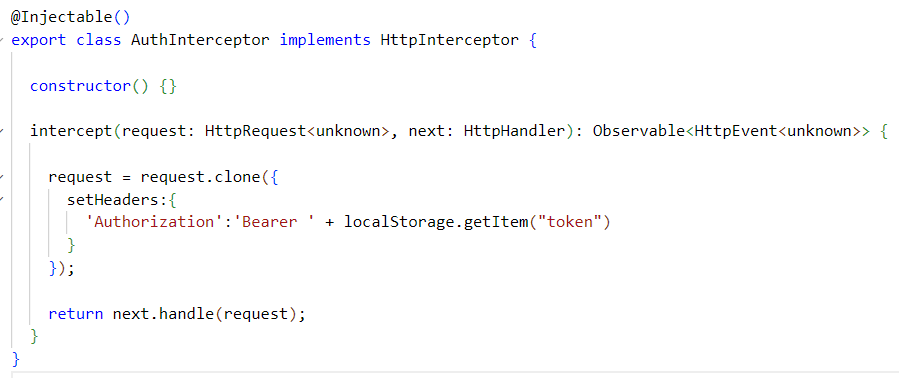 @Injectable()
export class AuthInterceptor implements HttpInterceptor {
constructor() {}
intercept(request: HttpRequest<unknown>, next: HttpHandler): Observable<HttpEvent<unknown>> {
request = request.clone({
setHeaders:{
'Authorization':'Bearer ' + localStorage.getItem("token")
}
});
return next.handle(request);
}
}